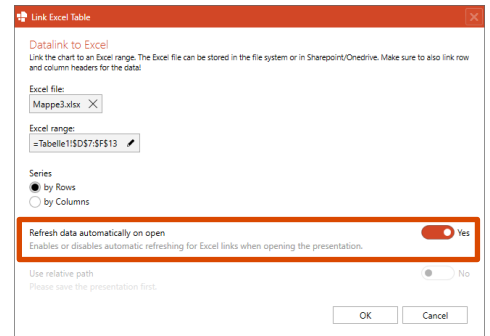 Link Excel Table
Datalink to Excel
Link the chart to an Excel range. The Excel file can be stored in the file system or in Sharepoint/Onedrive. Make sure to also link row
and column headers for the data!
Excel file:
Mappe3.xlsx
Excel range:
=Tabelle1!$D$7:$F$13
Series
by Rows
by Columns
Refresh data automatically on open
Yes
Enables or disables automatic refreshing for Excel links when opening the presentation.
Use relative path
No
Please save the presentation first.
OK
Cancel